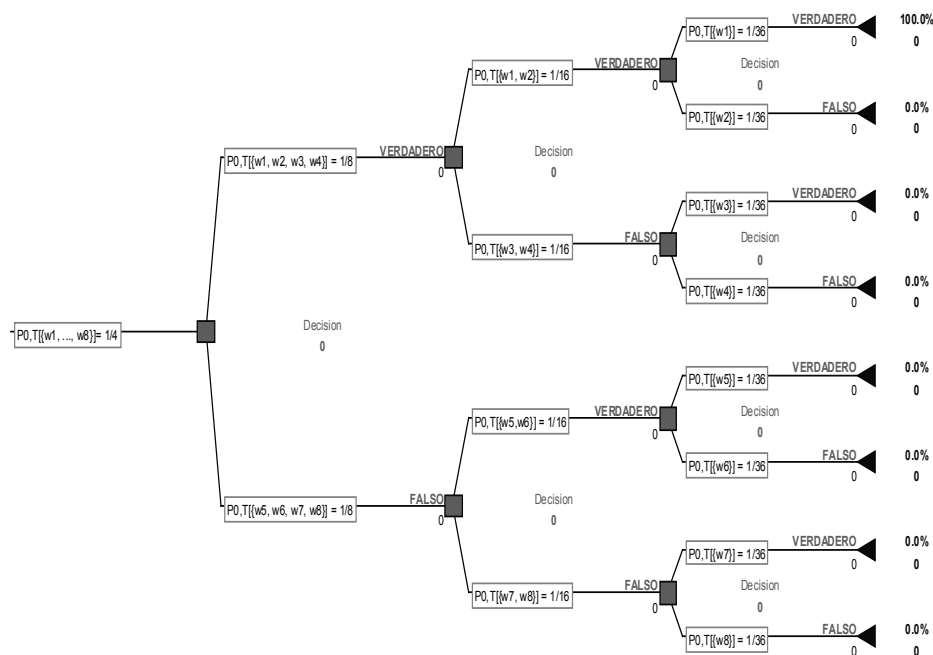 P0,T[{w1}] = 1/36
VERDADERO
100.0%
0
0
P0,T[{w1, w2}] = 1/16
VERDADERO
Decision
0
0
P0,T[{w2}] = 1/36
FALSO
0.0%
0
0
P0,T[{w1, w2, w3, w4}] = 1/8
VERDADERO
Decision
0
0
P0,T[{w3}] = 1/36
VERDADERO
0.0%
0
0
P0,T[{w3, w4}] = 1/16
FALSO
Decision
0
0
P0,T[{w4}] = 1/36
FALSO
0.0%
0
0
P0,T[{w1, ..., w8}]= 1/4
Decision
0
P0,T[{w5}] = 1/36
VERDADERO
0.0%
0
0
P0,T[{w5,w6}] = 1/16
VERDADERO
Decision
0
0
P0,T[{w6}] = 1/36
FALSO
0.0%
0
0
P0,T[{w5, w6, w7, w8}] = 1/8
FALSO
Decision
0
0
P0,T[{w7}] = 1/36
VERDADERO
0.0%
0
0
P0,T[{w7, w8}] = 1/16
FALSO
Decision
0
0
P0,T[{w8}] = 1/36
FALSO
0.0%
0
0